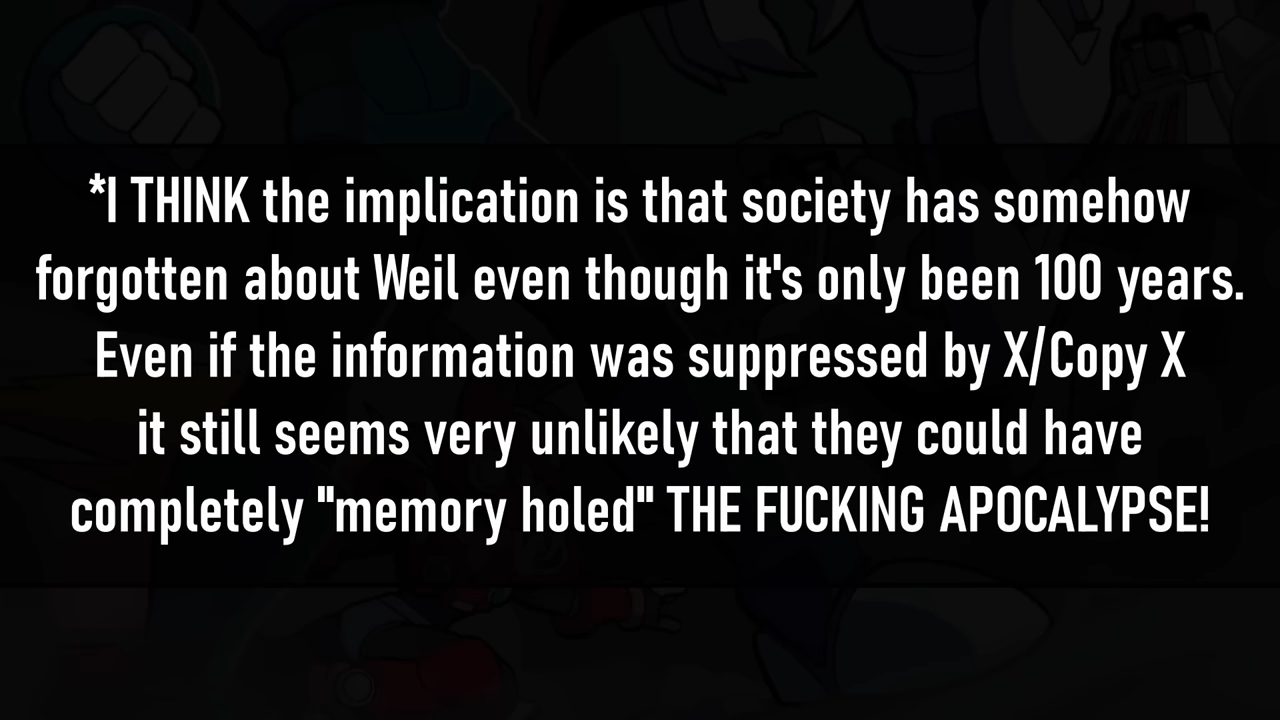 *I THINK the implication is that society has somehow
forgotten about Weil even though it's only been 100 years.
Even if the information was suppressed by X/Copy X
it still seems very unlikely that they could have
completely "memory holed" THE FUCKING APOCALYPSE!